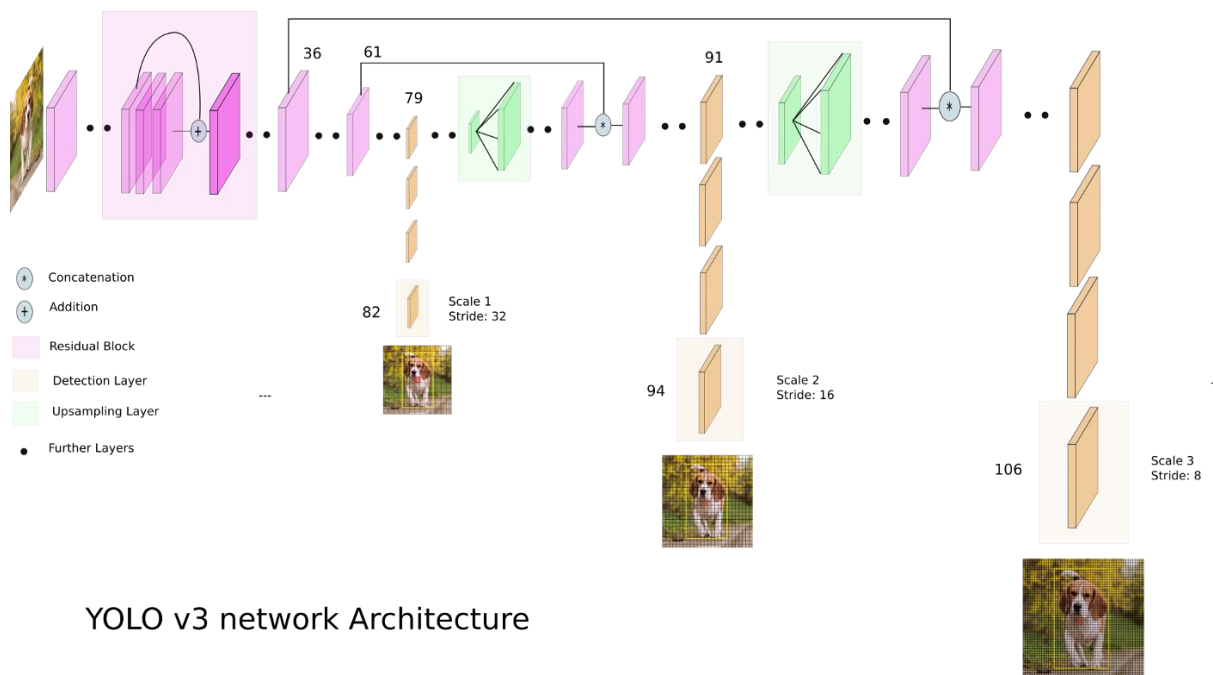 36
61
91
79
+
*
*
* Concatenation
+ Addition
Residual Block
Detection Layer
Upsampling Layer
Further Layers
---
82
Scale 1
Stride: 32
94
Scale 2
Stride: 16
106
Scale 3
Stride: 8
YOLO v3 network Architecture